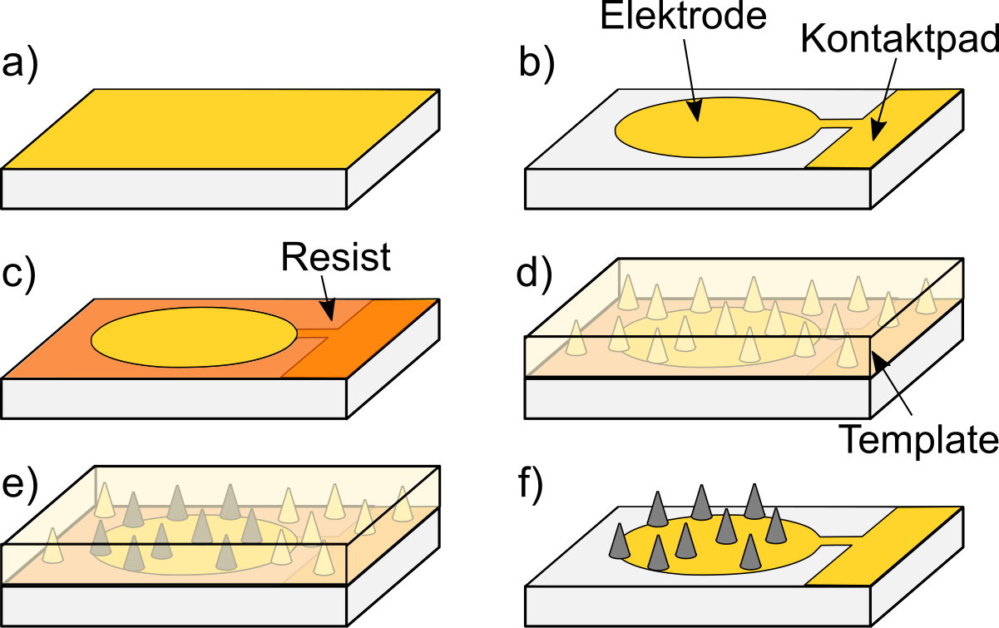 a)
b)
Elektrode
Kontaktpad
c)
Resist
d)
Template
e)
f)